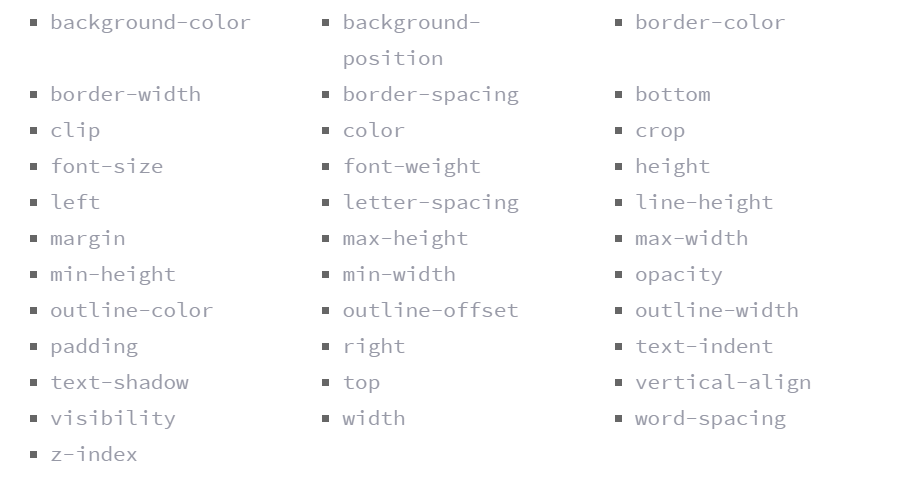 background-color
background-
position
border-color
border-width
border-spacing
bottom
clip
color
crop
font-size
font-weight
height
left
letter-spacing
line-height
margin
max-height
max-width
min-height
min-width
opacity
outline-color
outline-offset
outline-width
padding
right
text-indent
text-shadow
top
vertical-align
visibility
width
word-spacing
z-index